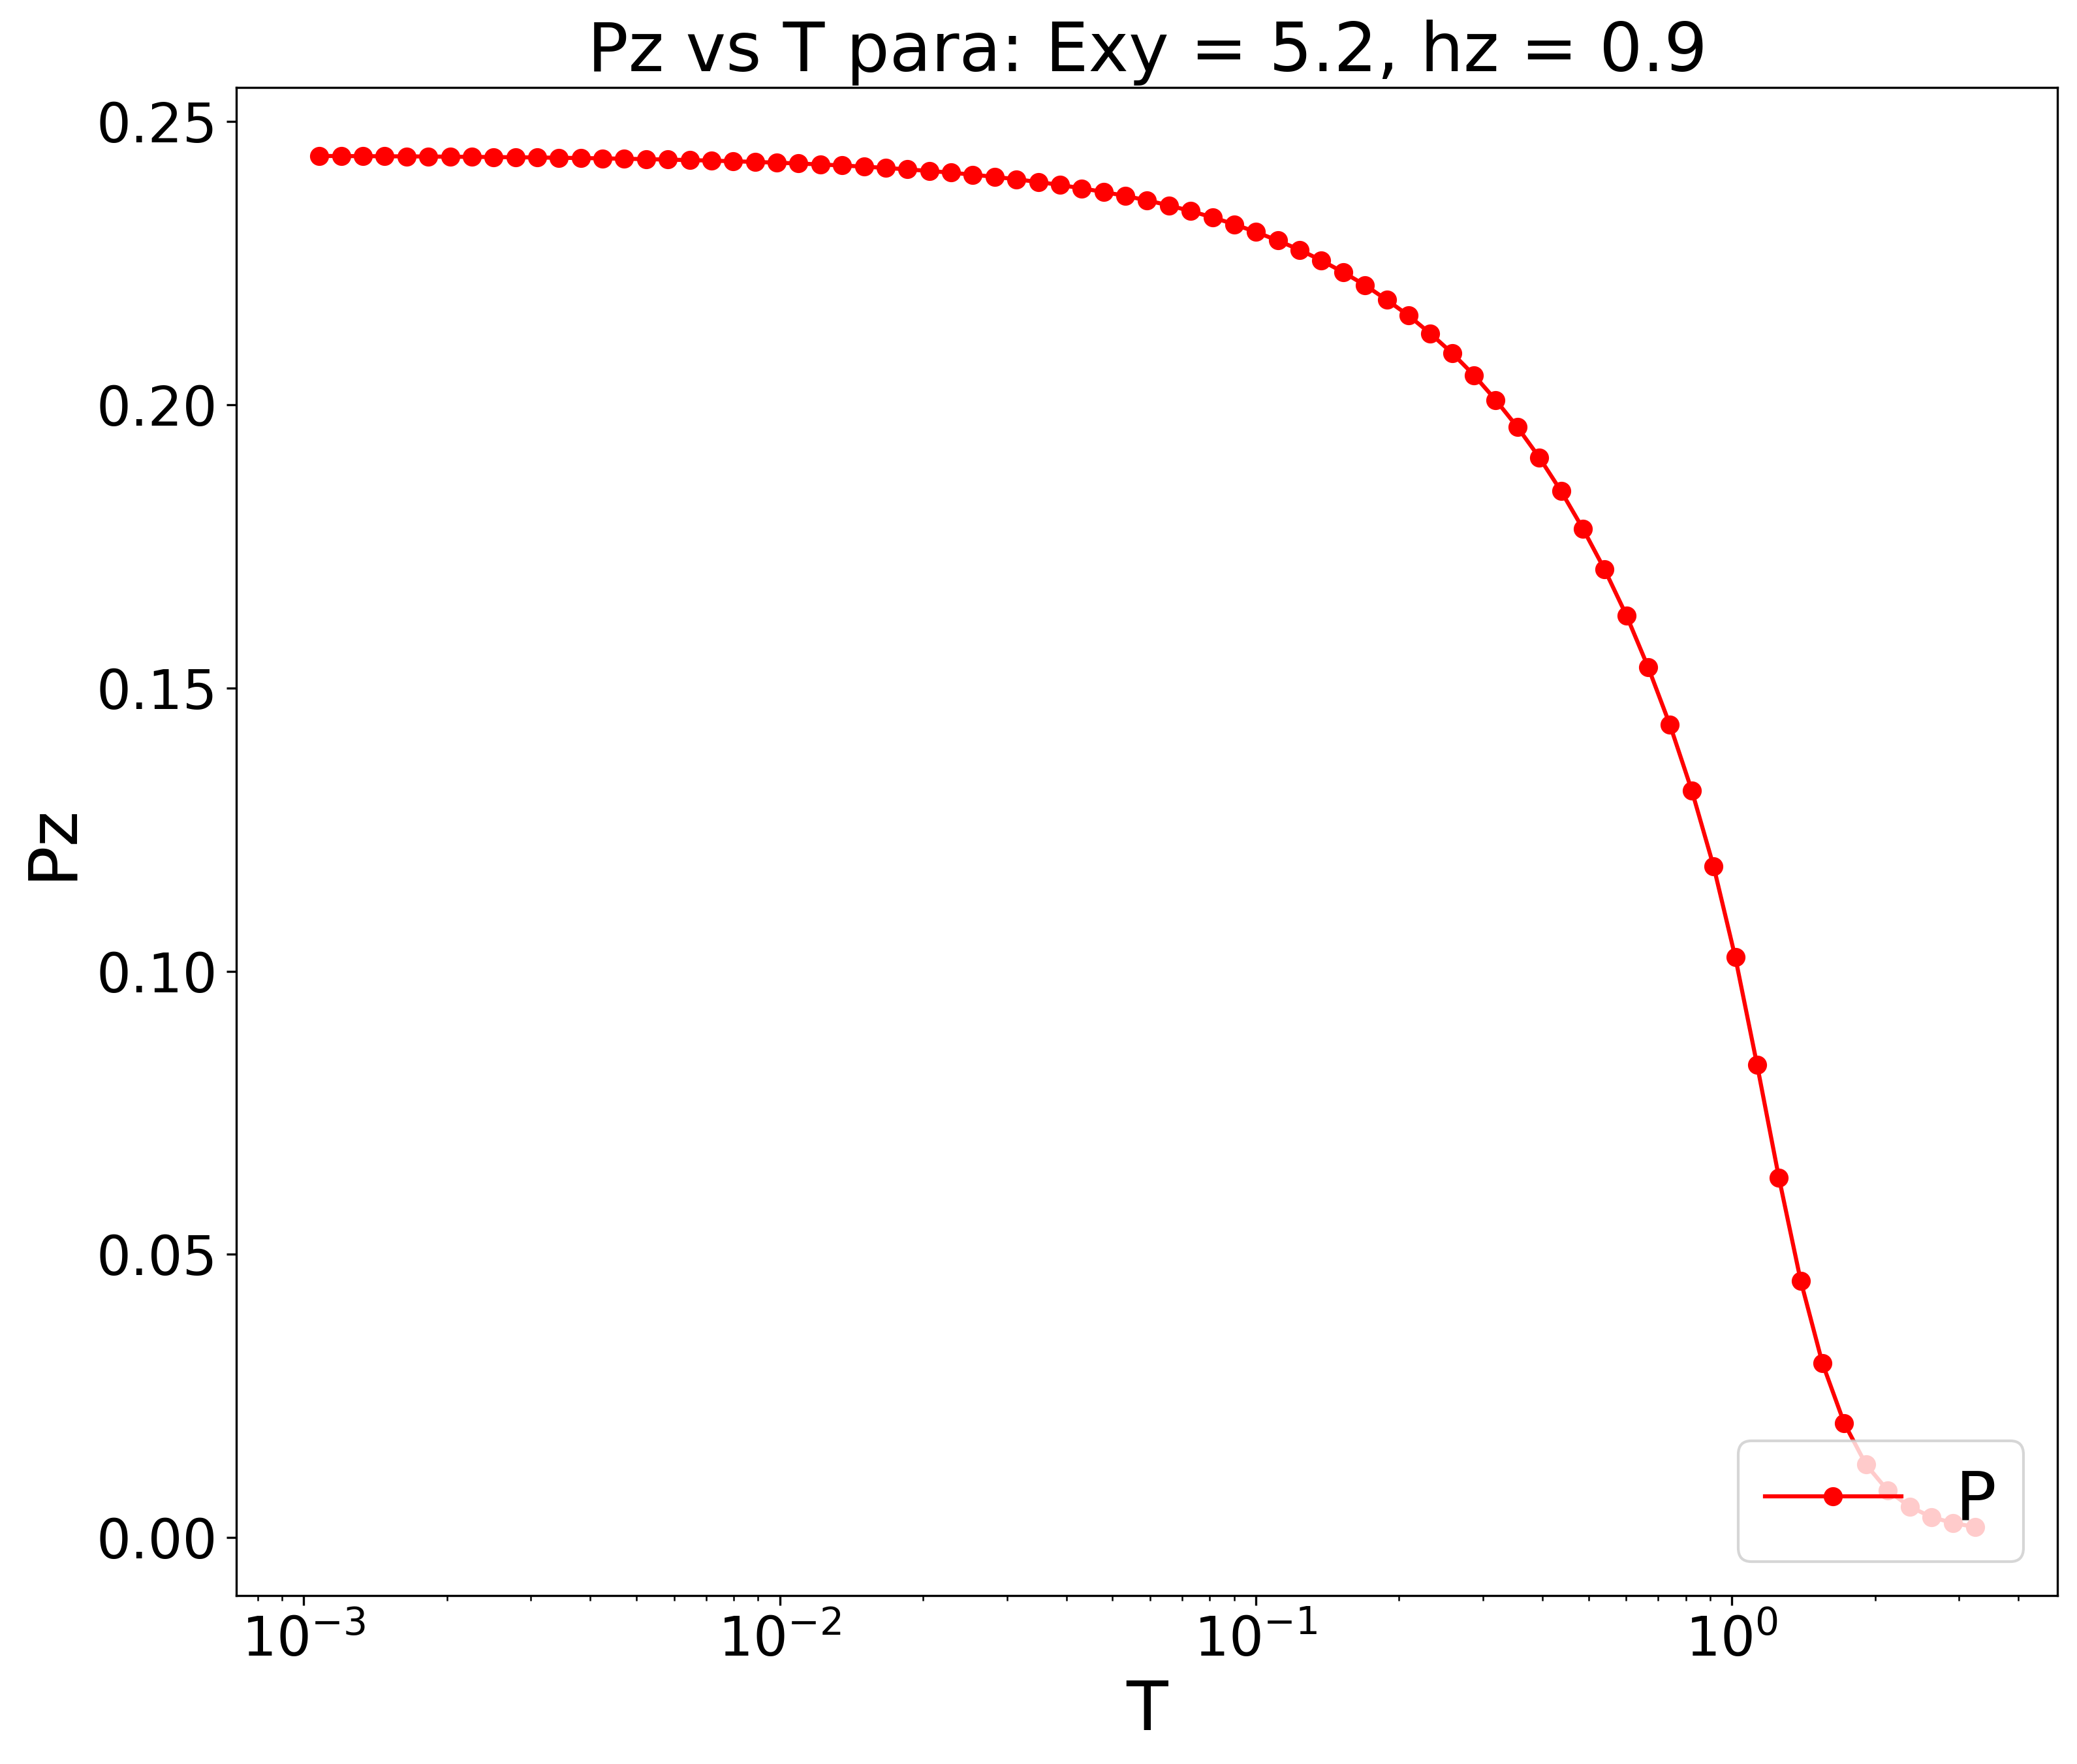 Pz vs T para: Exy = 5.2, hz = 0.9
0.25
0.20
0.15
0.10
0.05
0.00
Pz
P
10⁻³ 10⁻² 10⁻¹ 10⁰
T